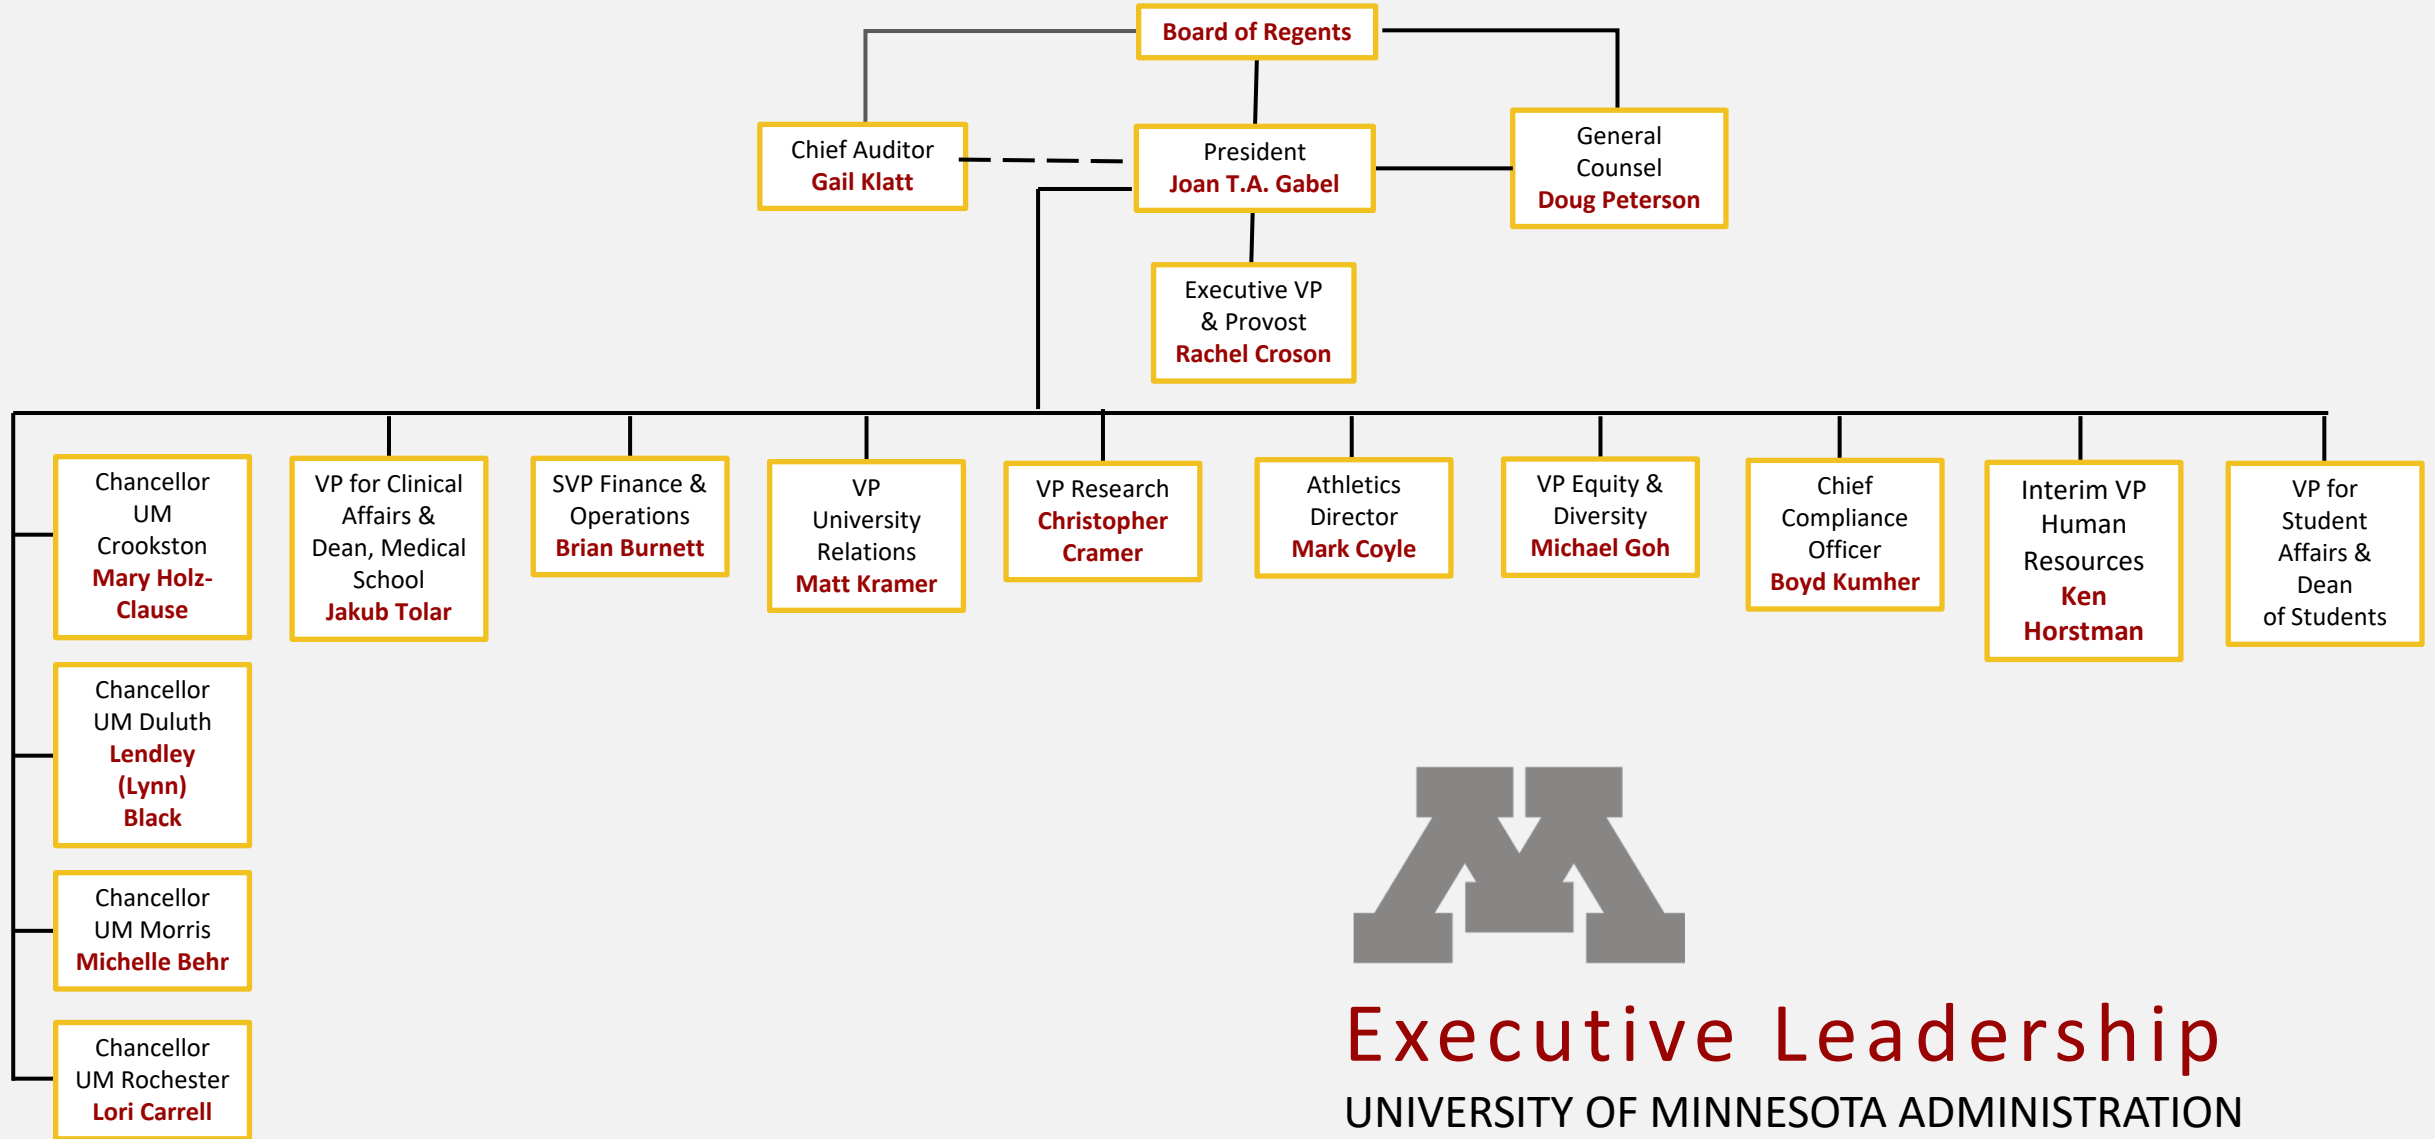 Board of Regents
Chief Auditor
Gail Klatt
President
Joan T.A. Gabel
General
Counsel
Doug Peterson
Executive VP
& Provost
Rachel Croson
Chancellor
UM
Crookston
Mary Holz-
Clause
VP for Clinical
Affairs &
Dean, Medical
School
Jakub Tolar
SVP Finance &
Operations
Brian Burnett
VP
University
Relations
Matt Kramer
VP Research
Christopher
Cramer
Athletics
Director
Mark Coyle
VP Equity &
Diversity
Michael Goh
Chief
Compliance
Officer
Boyd Kumher
Interim VP
Human
Resources
Ken
Horstman
VP for
Student
Affairs &
Dean
of Students
Chancellor
UM Duluth
Lendley
(Lynn)
Black
Chancellor
UM Morris
Michelle Behr
Chancellor
UM Rochester
Lori Carrell
M
Executive Leadership
UNIVERSITY OF MINNESOTA ADMINISTRATION